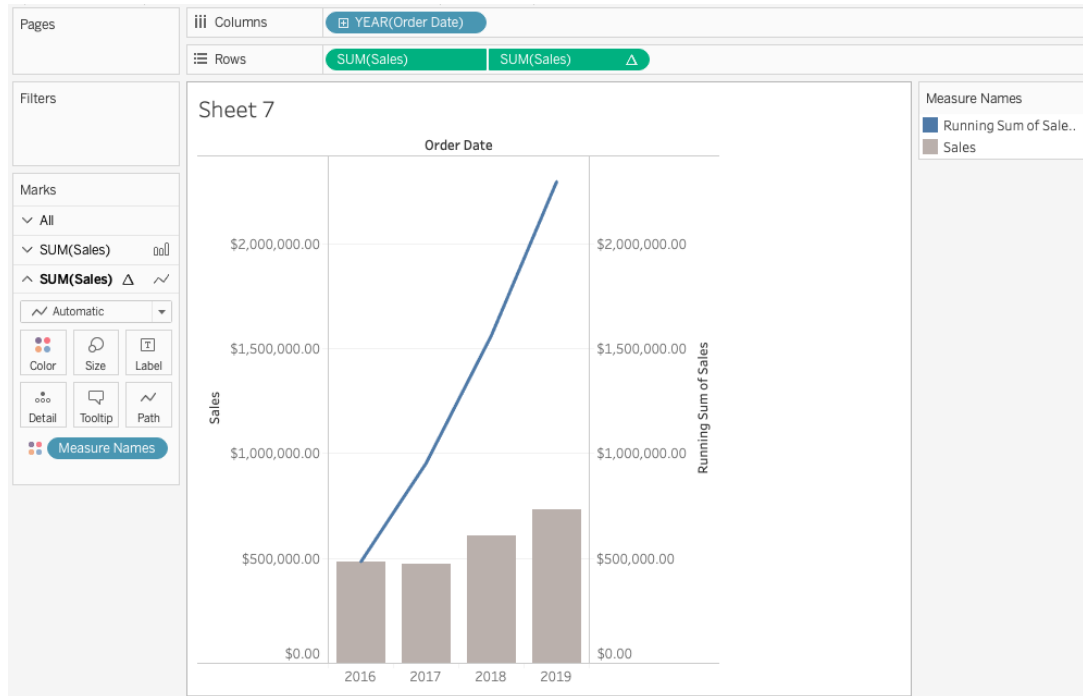 Pages
Columns
YEAR(Order Date)
Rows
SUM(Sales)
SUM(Sales) Δ
Filters
Marks
All
SUM(Sales)
SUM(Sales) Δ
Automatic
Color
Size
Label
Detail
Tooltip
Path
Measure Names
Sheet 7
Order Date
Sales
$2,000,000.00
$1,500,000.00
$1,000,000.00
$500,000.00
$0.00
2016 2017 2018 2019
$2,000,000.00
$1,500,000.00
$1,000,000.00
$500,000.00
$0.00
Running Sum of Sales
Measure Names
Running Sum of Sale..
Sales